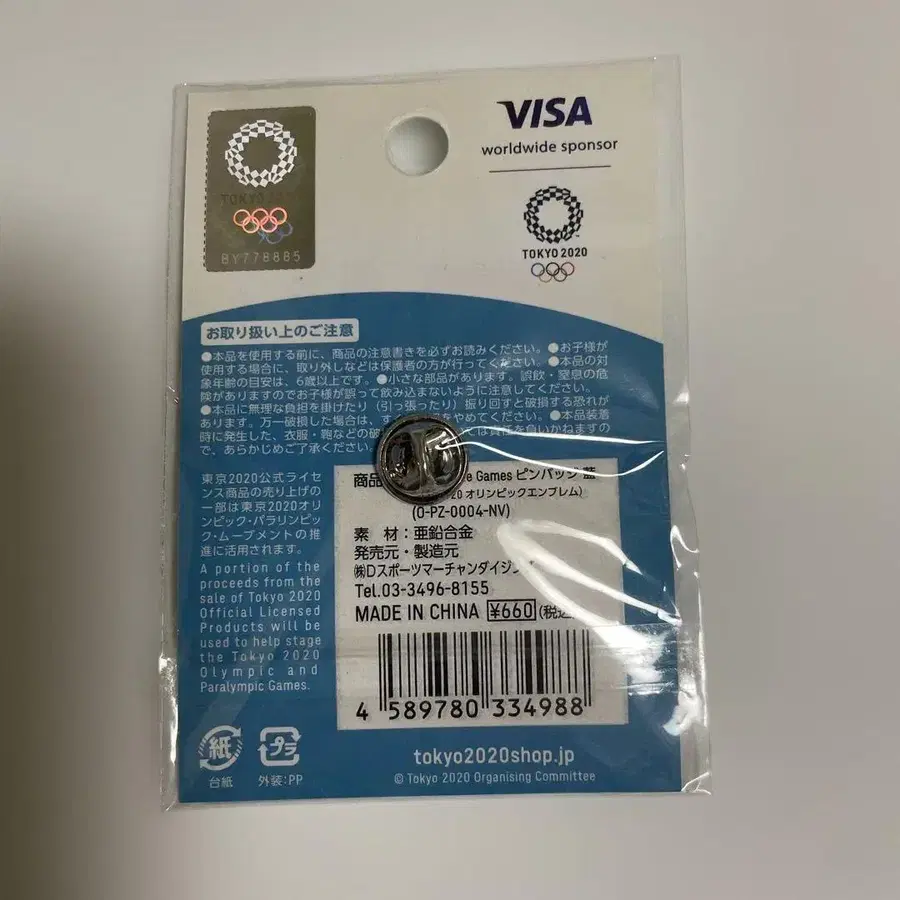 TOKYO 2020
BY778885
VISA
worldwide sponsor
TOKYO 2020
お取り扱い上のご注意
●本品を使用する前に、商品の注意書きを必ずお読みください。●お子様が
使用する場合に、取り外しなどは保護者の方が行ってください。●本品の対
象年齢の目安は、6歳以上です。●小さな部品があります。誤飲・窒息の危
険がありますのでお子様が誤って飲み込まないように注意してください。
●本品に無理な負担を掛けたり（引っ張ったり）振り回すと破損する恐れが
あります。万一破損した場合は、す をやめてください。●本品装着
時に発生した、衣服・鞄などの破 は責任を負いかねますの
で、あらかじめご了承ください。
東京2020公式ライセ
ンス商品の売り上げの
一部は東京2020オリ
ンピック・パラリンピッ
ク・ムーブメントの推
進に活用されます。
A portion of the
proceeds from the
sale of Tokyo 2020
Official Licensed
Products will be
used to help stage
the Tokyo 2020
Olympic and
Paralympic Games.
商品 e Games ピンバッジ 藍
20 オリンピックエンブレム)
(O-PZ-0004-NV)
素 材：亜鉛合金
発売元・製造元
㈱Dスポーツマーチャンダイジング
Tel.03-3496-8155
MADE IN CHINA ¥660 (税込
4 589780 334988
紙
台紙
プラ
外装:PP
tokyo2020shop.jp
© Tokyo 2020 Organising Committee